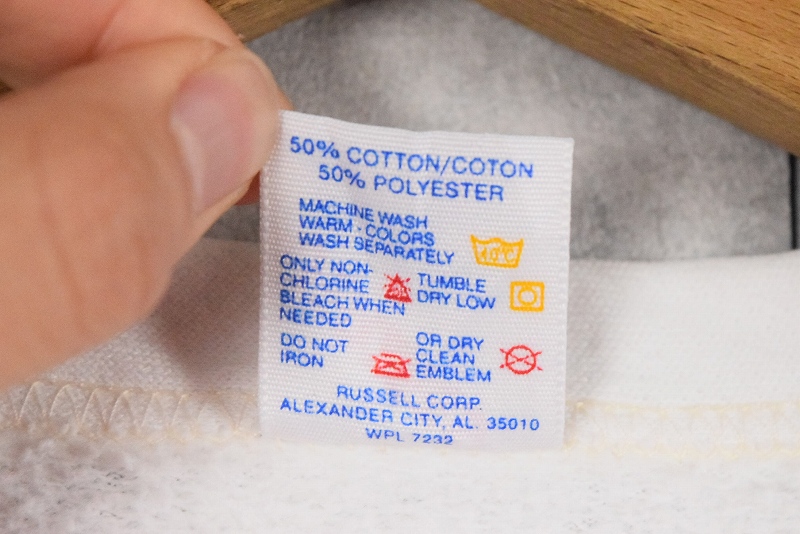 50% COTTON/COTON
50% POLYESTER
MACHINE WASH
WARM - COLORS
WASH SEPARATELY
ONLY NON-
CHLORINE
BLEACH WHEN
NEEDED
TUMBLE
DRY LOW
DO NOT
IRON
OR DRY
CLEAN
EMBLEM
RUSSELL CORP.
ALEXANDER CITY, AL. 35010
WPL 7232